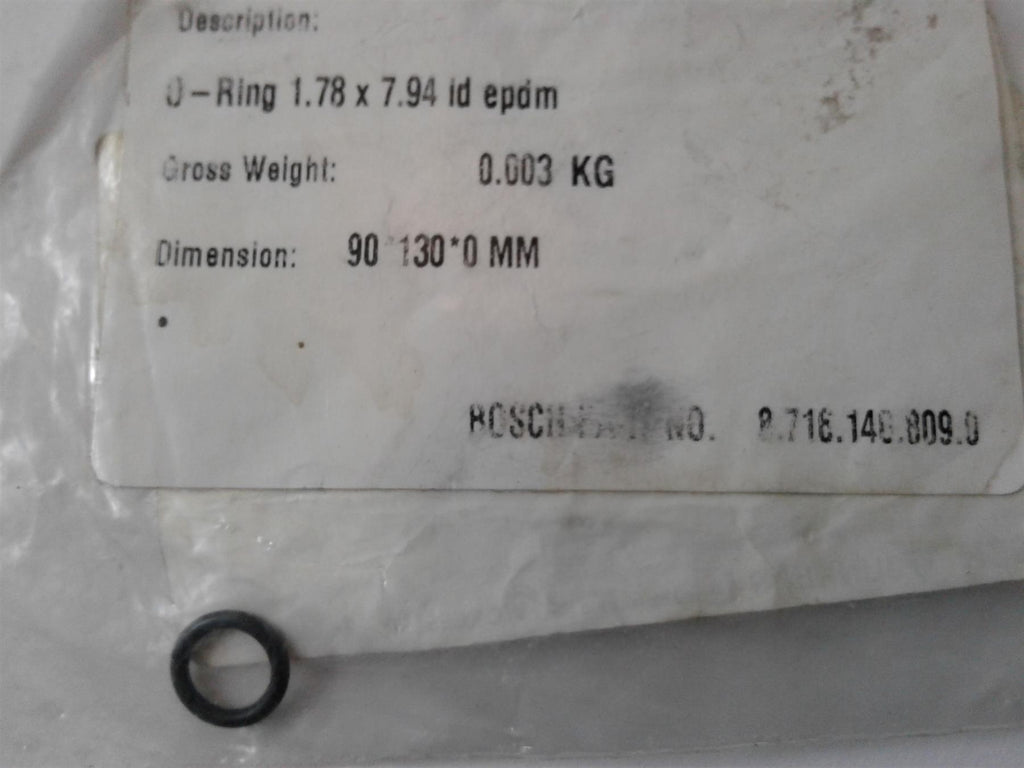 Description:
O-Ring 1.78 x 7.94 id epdm
Gross Weight: 0.003 KG
Dimension: 90*130*0 MM
BOSCH NO. 8.716.140.809.0